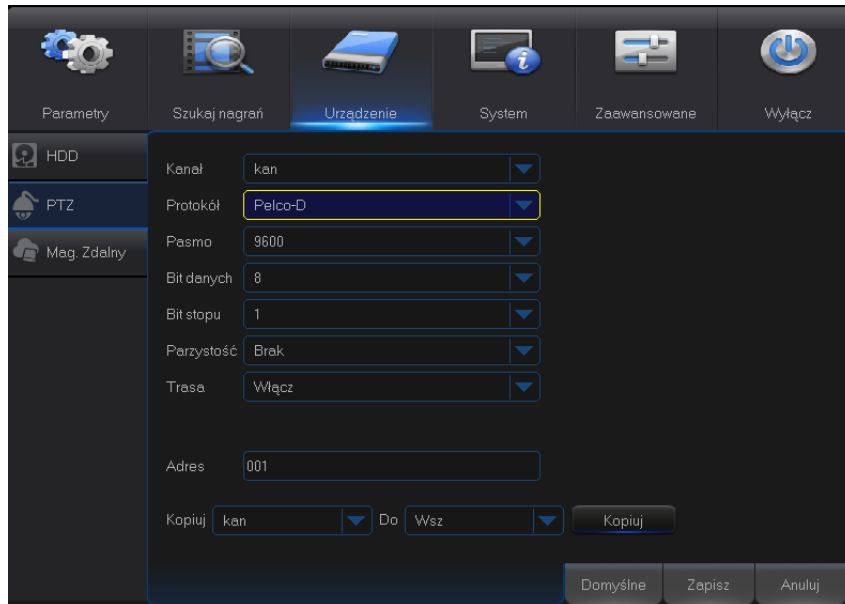 Parametry Szukaj nagrań Urządzenie System Zaawansowane Wyłącz
HDD
PTZ
Mag. Zdalny
Kanał kan
Protokół Pelco-D
Pasmo 9600
Bit danych 8
Bit stopu 1
Parzystość Brak
Trasa Włącz
Adres 001
Kopiuj kan Do Wsz Kopiuj
Domyślne Zapisz Anuluj